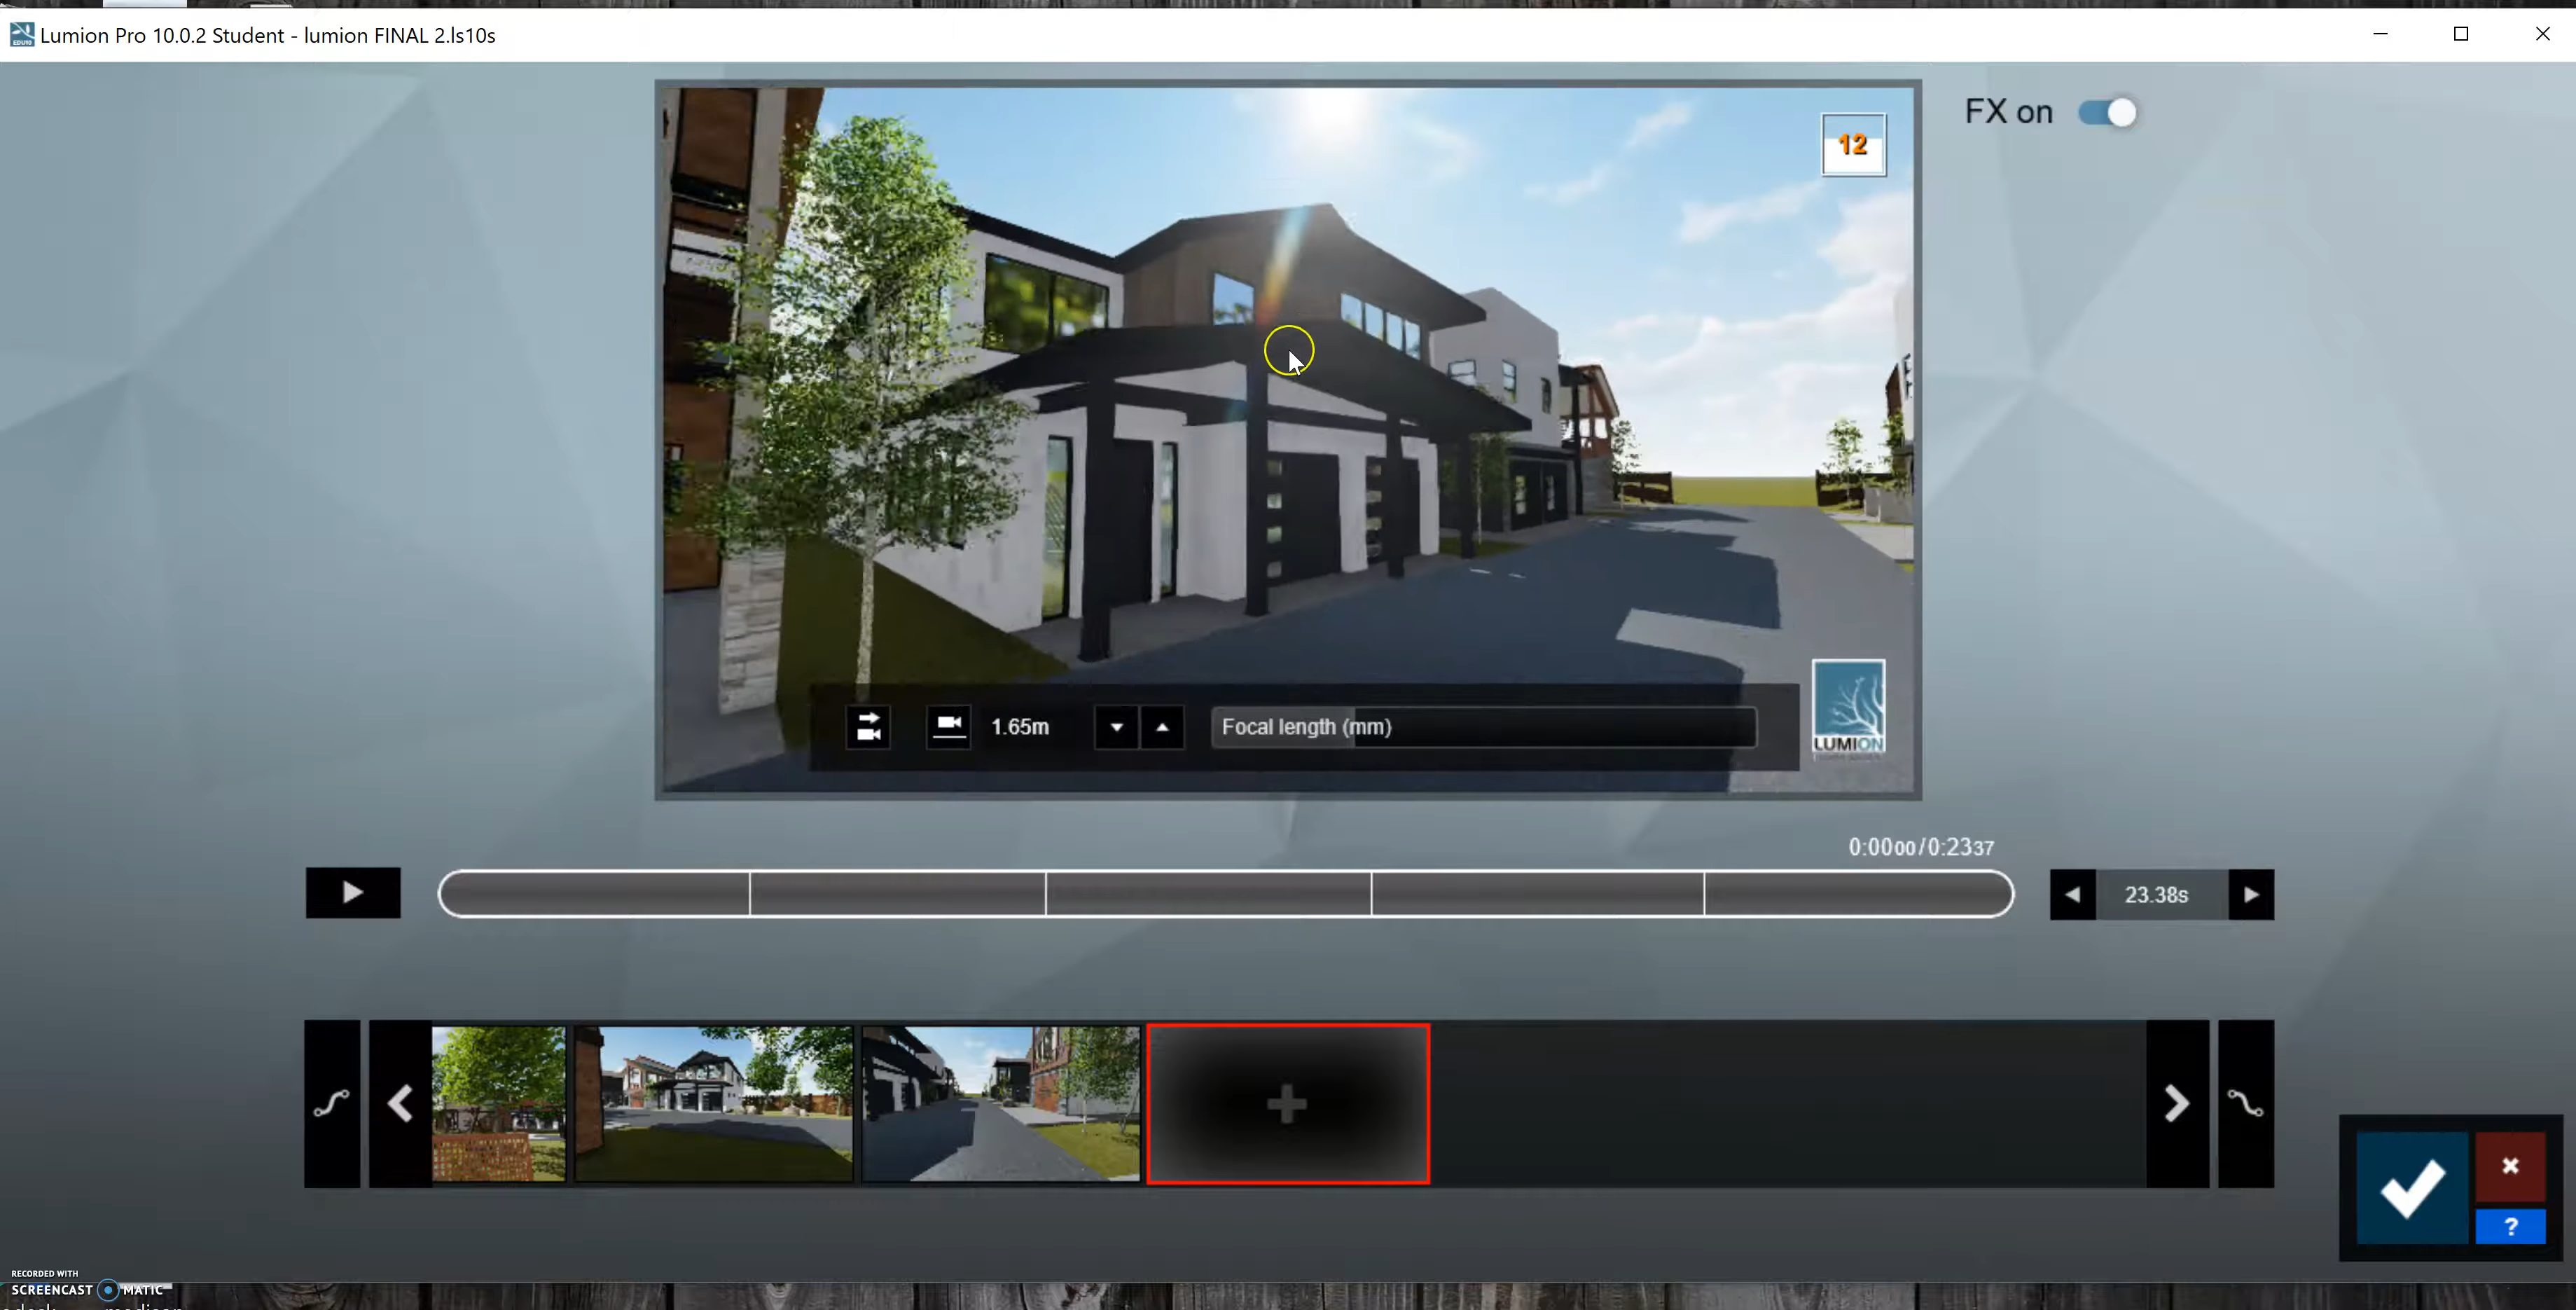 Lumion Pro 10.0.2 Student - lumion FINAL 2.ls10s
FX on
12
1.65m
Focal length (mm)
LUMION
0:0000/0:2337
23.38s
?
RECORDED WITH
SCREENCAST MATIC